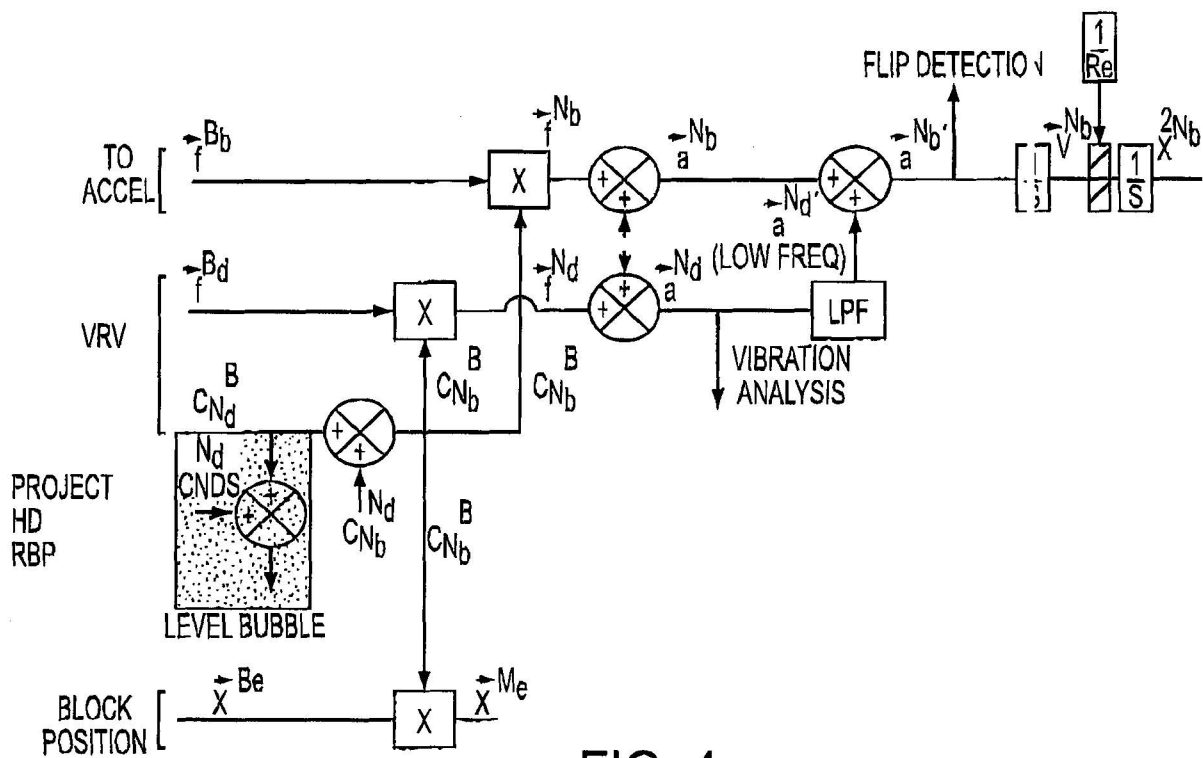 FLIP DETECTION
1
Re
TO
ACCEL
f Bb
X
f Nb
+
+
a Nb
+
+
a Nb'
1
S
V Nb
1
S
X 2Nb
a Nd'
(LOW FREQ)
VRV
f Bd
X
f Nd
+
+
a Nd
LPF
VIBRATION
ANALYSIS
C Nd B
C Nb B
C Nb B
+
+
Nd
CNDS
+
+
C Nb Nd
C Nb B
PROJECT
HD
RBP
LEVEL BUBBLE
BLOCK
POSITION
X Be
X
X Me